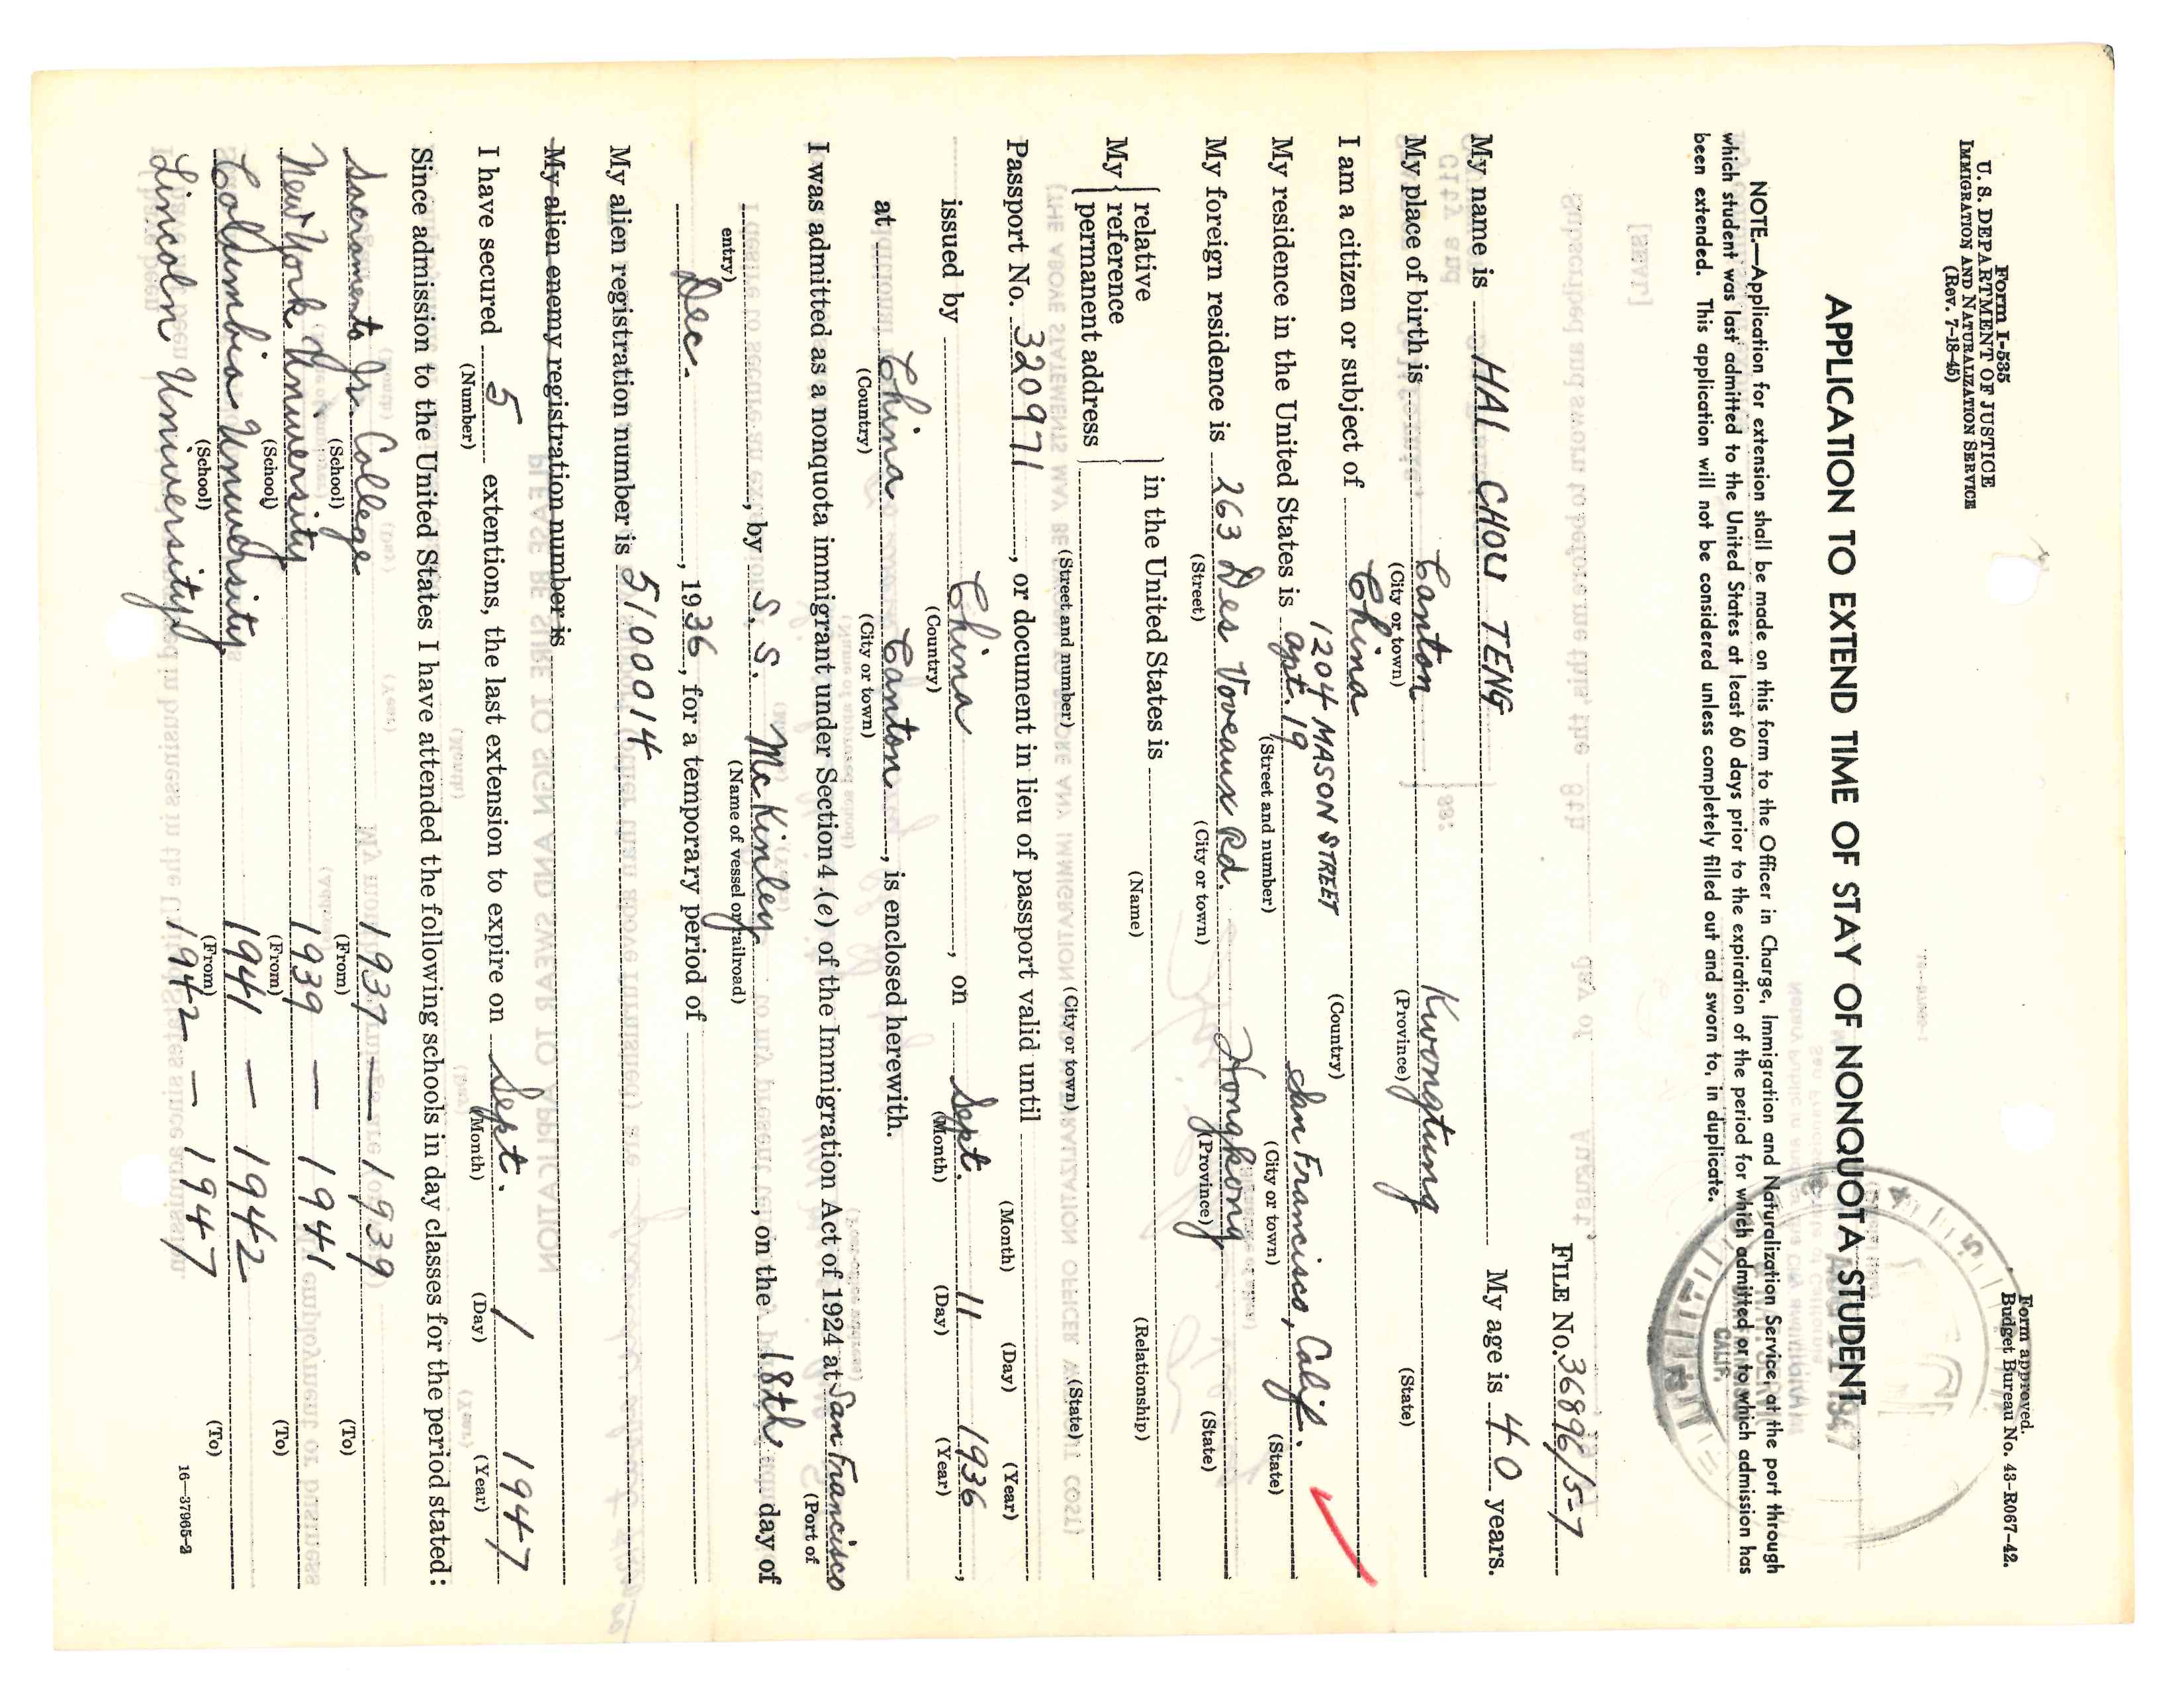 Form I-535
U. S. DEPARTMENT OF JUSTICE
IMMIGRATION AND NATURALIZATION SERVICE
(Rev. 7-18-45)
Form approved.
Budget Bureau No. 43-R067-42.
APPLICATION TO EXTEND TIME OF STAY OF NONQUOTA STUDENT
1947
NOTE.—Application for extension shall be made on this form to the Officer in Charge, Immigration and Naturalization Service, at the port through
which student was last admitted to the United States at least 60 days prior to the expiration of the period for which admitted or to which admission has
been extended. This application will not be considered unless completely filled out and sworn to, in duplicate.
CALIF.
FILE No. 36896/5-7
My name is HAI CHOU TENG My age is 40 years.
My place of birth is Canton Kwongtung
(City or town) (Province) (State)
I am a citizen or subject of China
(Country)
1204 MASON STREET
My residence in the United States is apt. 19 San Francisco, Calif.
(Street and number) (City or town) (State)
My foreign residence is 263 Des Voveaux Rd. Hongkong
(Street) (City or town) (Province) (State)
My { relative reference permanent address } in the United States is
(Name) (Relationship)
(Street and number) (City or town) (State)
Passport No. 320971, or document in lieu of passport valid until
(Month) (Day) (Year)
issued by China, on Sept. 11 1936,
(Country) (Month) (Day) (Year)
at China Canton, is enclosed herewith.
(Country) (City or town)
I was admitted as a nonquota immigrant under Section 4 (e) of the Immigration Act of 1924 at San Francisco
(Port of
entry), by S. S. McKinley, on the 18th day of
(Name of vessel or railroad)
Dec., 1936, for a temporary period of
My alien registration number is 5100014
My alien enemy registration number is
I have secured 5 extentions, the last extension to expire on Sept. 1 1947
(Number) (Month) (Day) (Year)
Since admission to the United States I have attended the following schools in day classes for the period stated:
Sacramento Jr. College 1937 — 1939
(School) (From) (To)
New York University 1939 — 1941
(School) (From) (To)
Columbia University 1941 — 1942
(School) (From) (To)
Lincoln University 1942 — 1947
16—37965-2